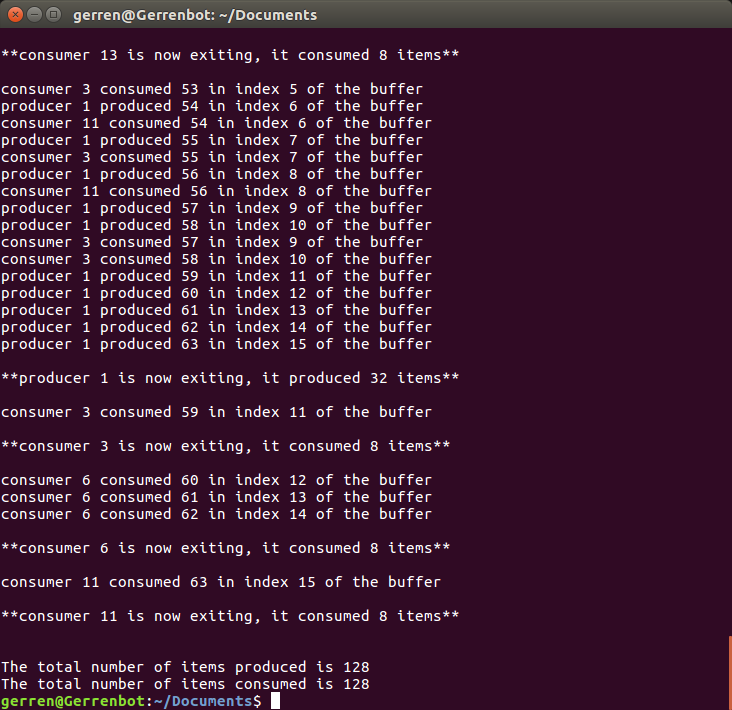 gerren@Gerrenbot: ~/Documents
**consumer 13 is now exiting, it consumed 8 items**
consumer 3 consumed 53 in index 5 of the buffer
producer 1 produced 54 in index 6 of the buffer
consumer 11 consumed 54 in index 6 of the buffer
producer 1 produced 55 in index 7 of the buffer
consumer 3 consumed 55 in index 7 of the buffer
producer 1 produced 56 in index 8 of the buffer
consumer 11 consumed 56 in index 8 of the buffer
producer 1 produced 57 in index 9 of the buffer
producer 1 produced 58 in index 10 of the buffer
consumer 3 consumed 57 in index 9 of the buffer
consumer 3 consumed 58 in index 10 of the buffer
producer 1 produced 59 in index 11 of the buffer
producer 1 produced 60 in index 12 of the buffer
producer 1 produced 61 in index 13 of the buffer
producer 1 produced 62 in index 14 of the buffer
producer 1 produced 63 in index 15 of the buffer
**producer 1 is now exiting, it produced 32 items**
consumer 3 consumed 59 in index 11 of the buffer
**consumer 3 is now exiting, it consumed 8 items**
consumer 6 consumed 60 in index 12 of the buffer
consumer 6 consumed 61 in index 13 of the buffer
consumer 6 consumed 62 in index 14 of the buffer
**consumer 6 is now exiting, it consumed 8 items**
consumer 11 consumed 63 in index 15 of the buffer
**consumer 11 is now exiting, it consumed 8 items**
The total number of items produced is 128
The total number of items consumed is 128
gerren@Gerrenbot:~/Documents$